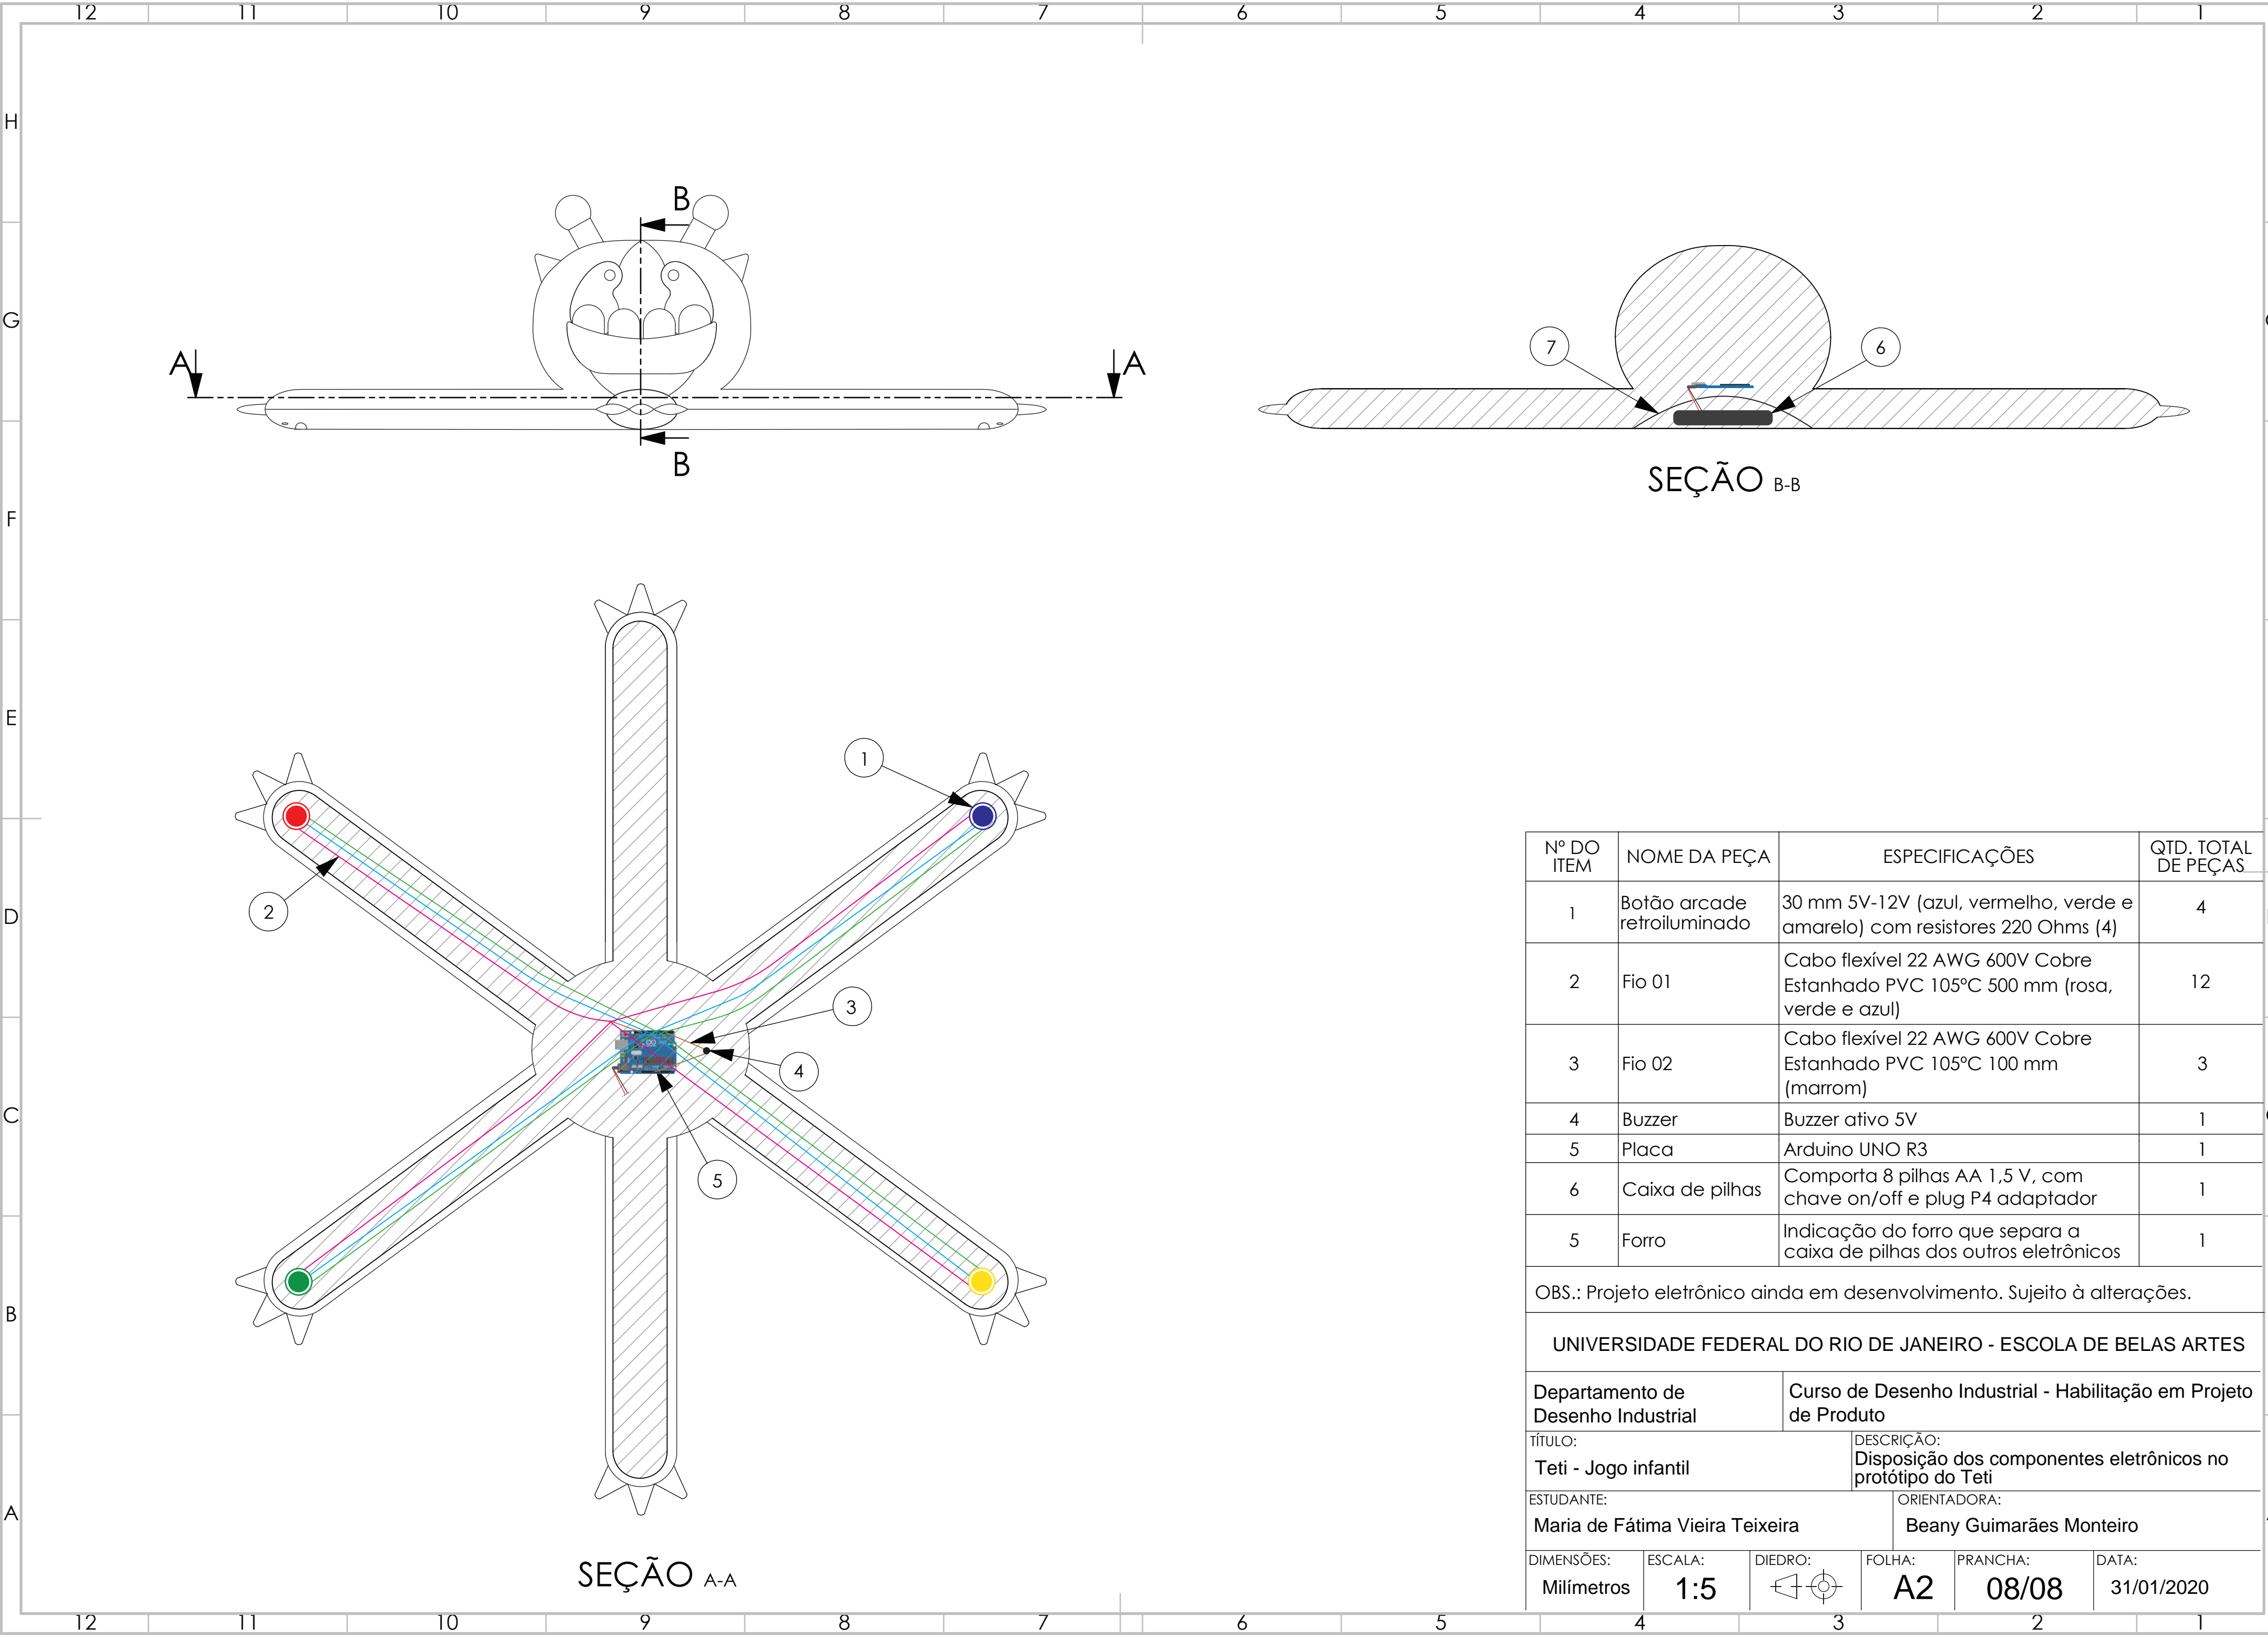 12 11 10 9 8 7 6 5 4 3 2 1
H
G
F
E
D
C
B
A
B
A
A
B
7
6
SEÇÃO B-B
1
2
3
4
5
SEÇÃO A-A
Nº DO ITEM NOME DA PEÇA ESPECIFICAÇÕES QTD. TOTAL DE PEÇAS
1 Botão arcade retroiluminado 30 mm 5V-12V (azul, vermelho, verde e amarelo) com resistores 220 Ohms (4) 4
2 Fio 01 Cabo flexível 22 AWG 600V Cobre Estanhado PVC 105ºC 500 mm (rosa, verde e azul) 12
3 Fio 02 Cabo flexível 22 AWG 600V Cobre Estanhado PVC 105ºC 100 mm (marrom) 3
4 Buzzer Buzzer ativo 5V 1
5 Placa Arduino UNO R3 1
6 Caixa de pilhas Comporta 8 pilhas AA 1,5 V, com chave on/off e plug P4 adaptador 1
5 Forro Indicação do forro que separa a caixa de pilhas dos outros eletrônicos 1
OBS.: Projeto eletrônico ainda em desenvolvimento. Sujeito à alterações.
UNIVERSIDADE FEDERAL DO RIO DE JANEIRO - ESCOLA DE BELAS ARTES
Departamento de
Desenho Industrial
Curso de Desenho Industrial - Habilitação em Projeto
de Produto
TÍTULO:
Teti - Jogo infantil
DESCRIÇÃO:
Disposição dos componentes eletrônicos no
protótipo do Teti
ESTUDANTE:
Maria de Fátima Vieira Teixeira
ORIENTADORA:
Beany Guimarães Monteiro
DIMENSÕES:
Milímetros
ESCALA:
1:5
DIEDRO:
FOLHA:
A2
PRANCHA:
08/08
DATA:
31/01/2020
12 11 10 9 8 7 6 5 4 3 2 1